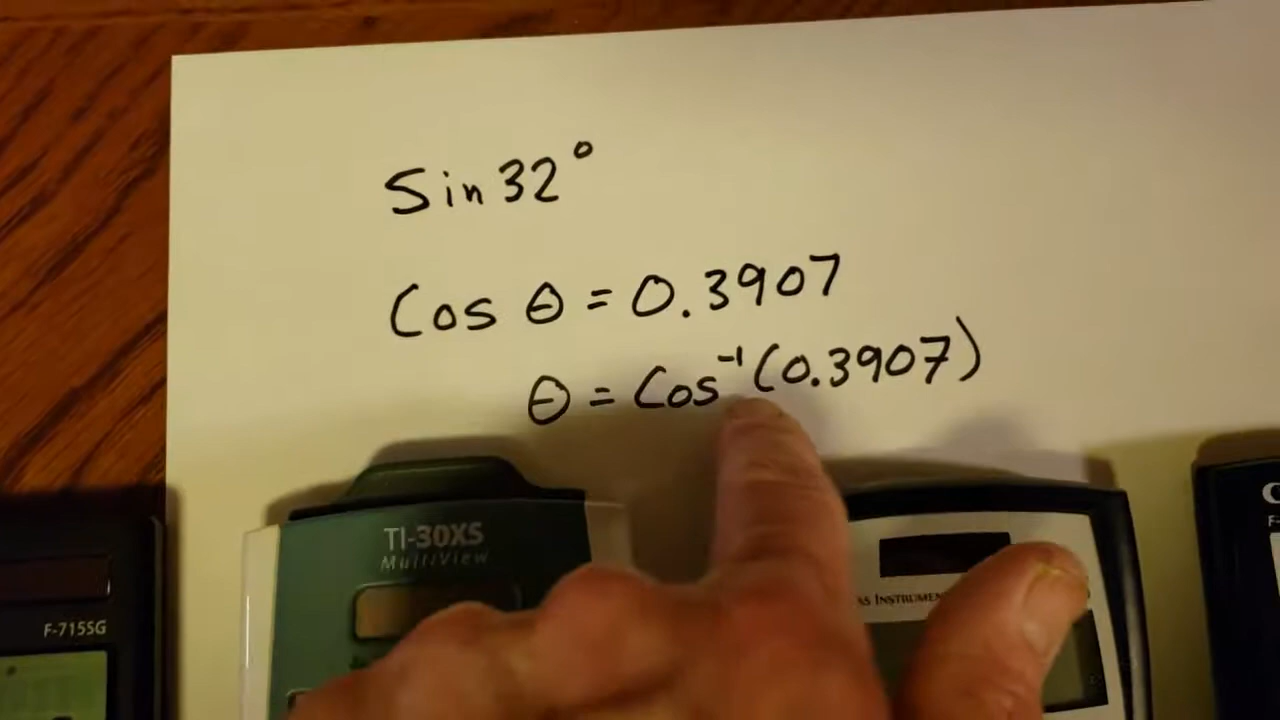 Sin 32°
Cos θ = 0.3907
θ = Cos⁻¹(0.3907)
TI-30XS
MultiView
F-715SG